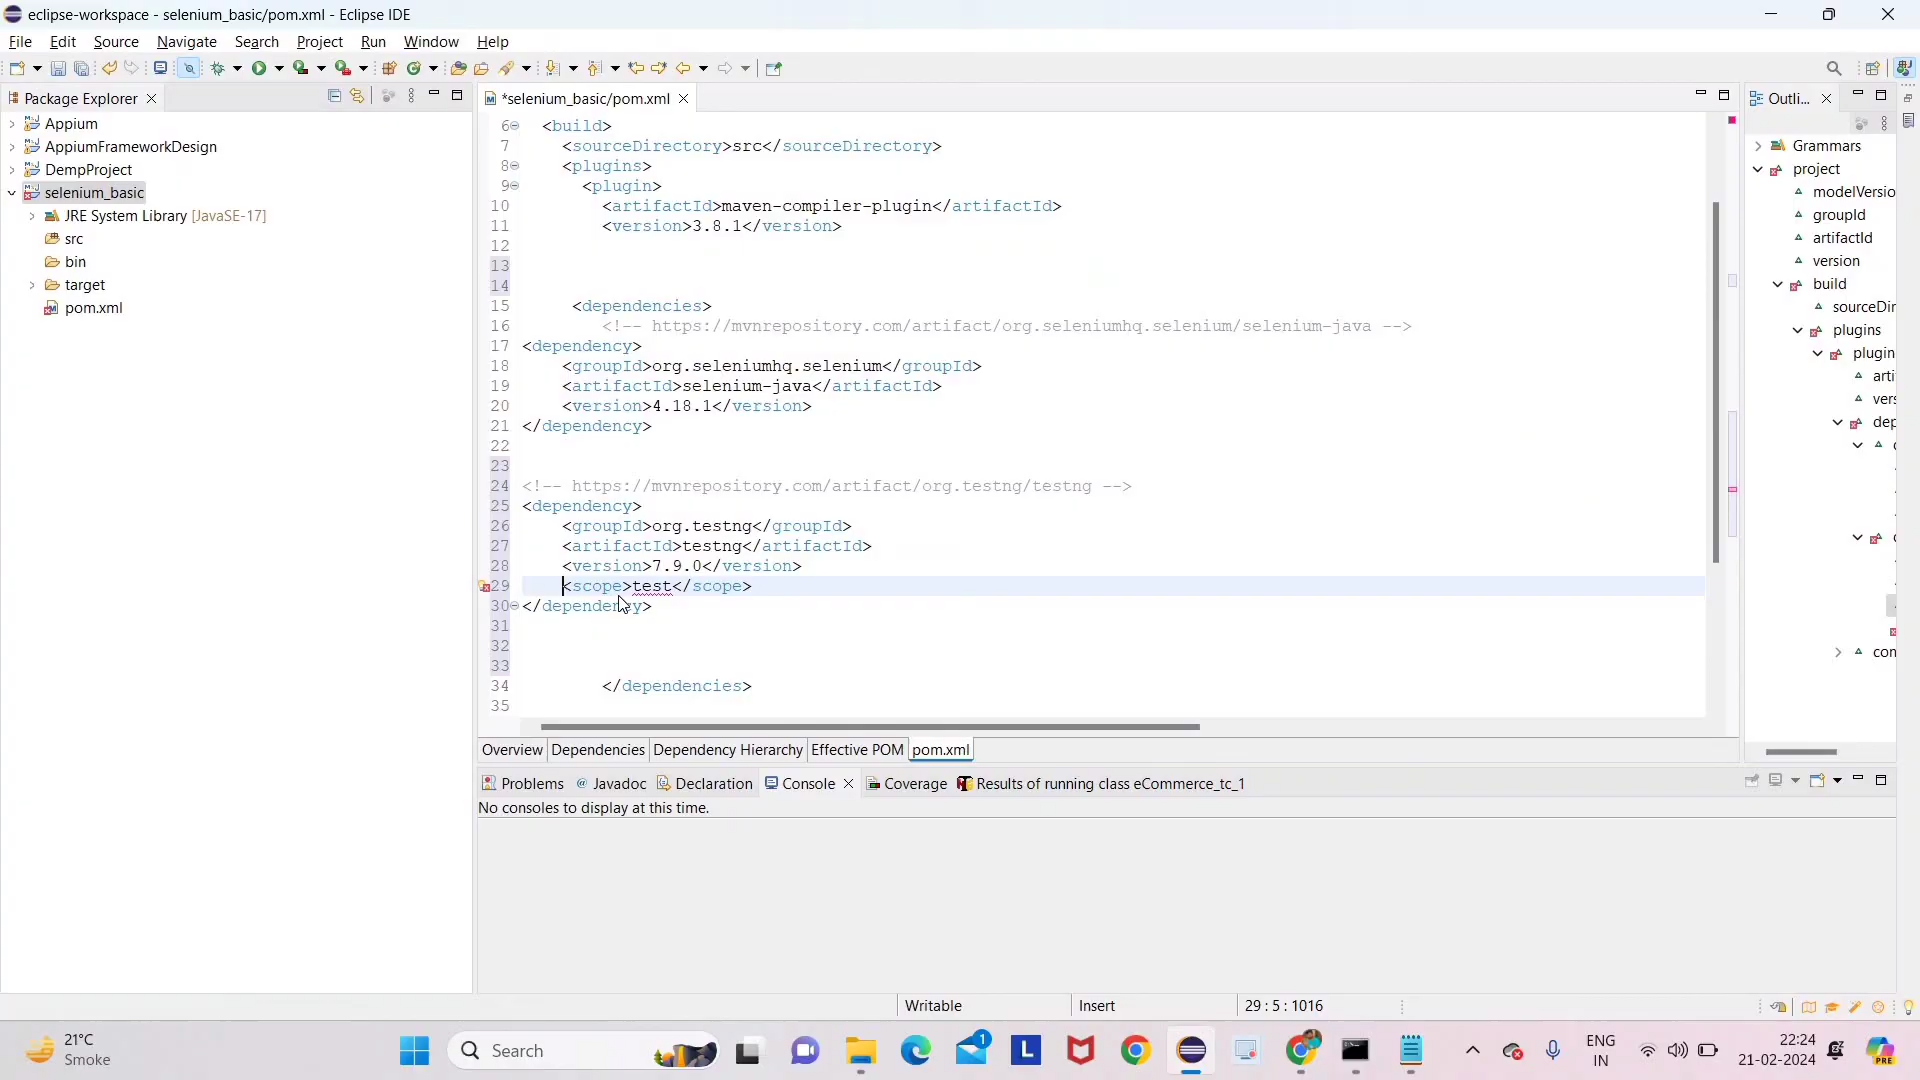 eclipse-workspace - selenium_basic/pom.xml - Eclipse IDE
File Edit Source Navigate Search Project Run Window Help
Package Explorer
Appium
AppiumFrameworkDesign
DempProject
selenium_basic
JRE System Library [JavaSE-17]
src
bin
target
pom.xml
*selenium_basic/pom.xml
6 <build>
7 <sourceDirectory>src</sourceDirectory>
8 <plugins>
9 <plugin>
10 <artifactId>maven-compiler-plugin</artifactId>
11 <version>3.8.1</version>
12
13
14
15 <dependencies>
16 <!-- https://mvnrepository.com/artifact/org.seleniumhq.selenium/selenium-java -->
17 <dependency>
18 <groupId>org.seleniumhq.selenium</groupId>
19 <artifactId>selenium-java</artifactId>
20 <version>4.18.1</version>
21 </dependency>
22
23
24 <!-- https://mvnrepository.com/artifact/org.testng/testng -->
25 <dependency>
26 <groupId>org.testng</groupId>
27 <artifactId>testng</artifactId>
28 <version>7.9.0</version>
29 <scope>test</scope>
30 </dependency>
31
32
33
34 </dependencies>
35
Overview Dependencies Dependency Hierarchy Effective POM pom.xml
Outli...
Grammars
project
modelVersio
groupId
artifactId
version
build
sourceDir
plugins
plugin
arti
vers
dep
con
Problems Javadoc Declaration Console Coverage Results of running class eCommerce_tc_1
No consoles to display at this time.
Writable Insert 29 : 5 : 1016
21°C
Smoke
Search
1
L
ENG
IN
22:24
21-02-2024
PRE